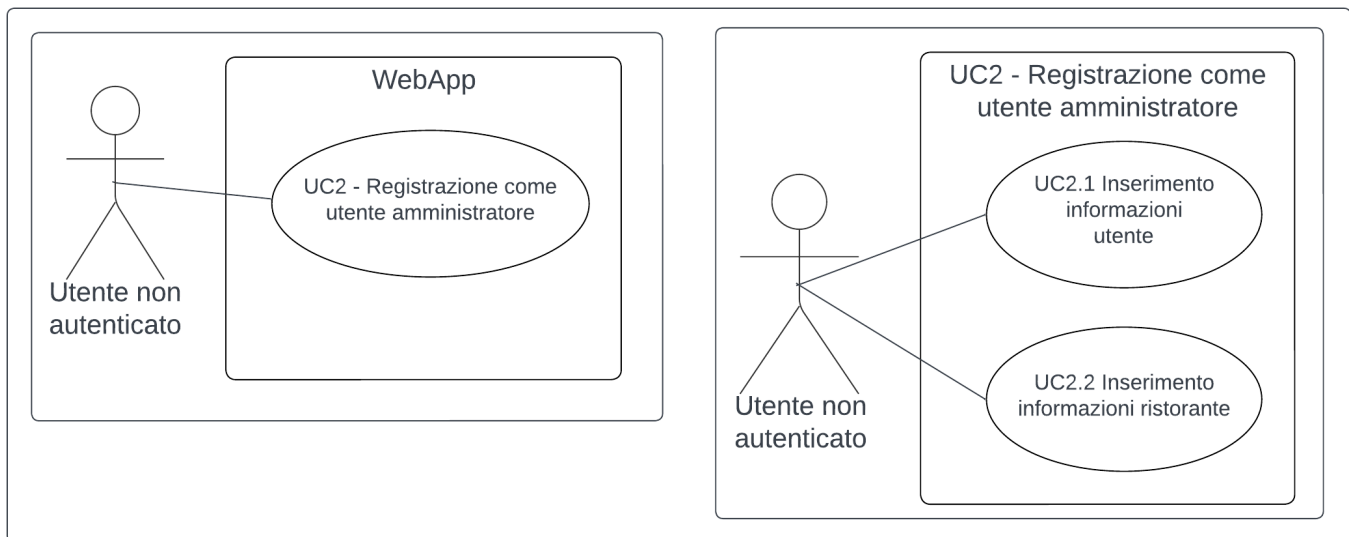 WebApp
UC2 - Registrazione come
utente amministratore
Utente non
autenticato
UC2 - Registrazione come
utente amministratore
UC2.1 Inserimento
informazioni
utente
UC2.2 Inserimento
informazioni ristorante
Utente non
autenticato